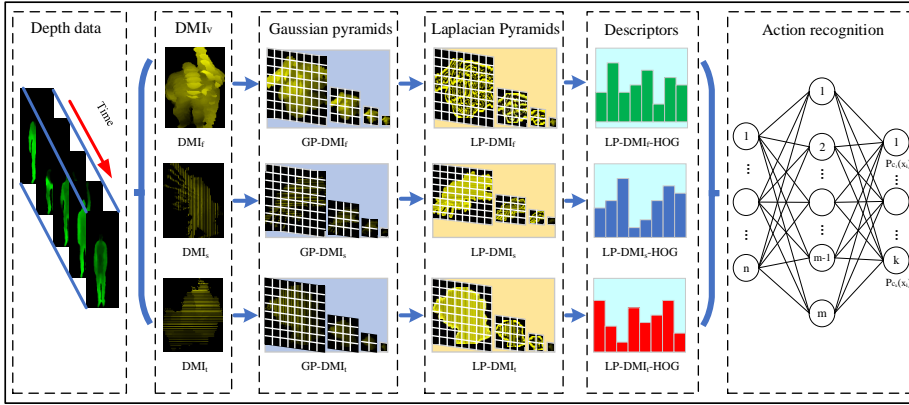 Depth data
DMIv
Gaussian pyramids
Laplacian Pyramids
Descriptors
Action recognition
Time
DMIf
GP-DMIf
LP-DMIf
LP-DMIf-HOG
DMIs
GP-DMIs
LP-DMIs
LP-DMIs-HOG
DMIt
GP-DMIt
LP-DMIt
LP-DMIt-HOG
1
⋮
⋮
n
1
2
⋮
m-1
m
1
⋮
⋮
k